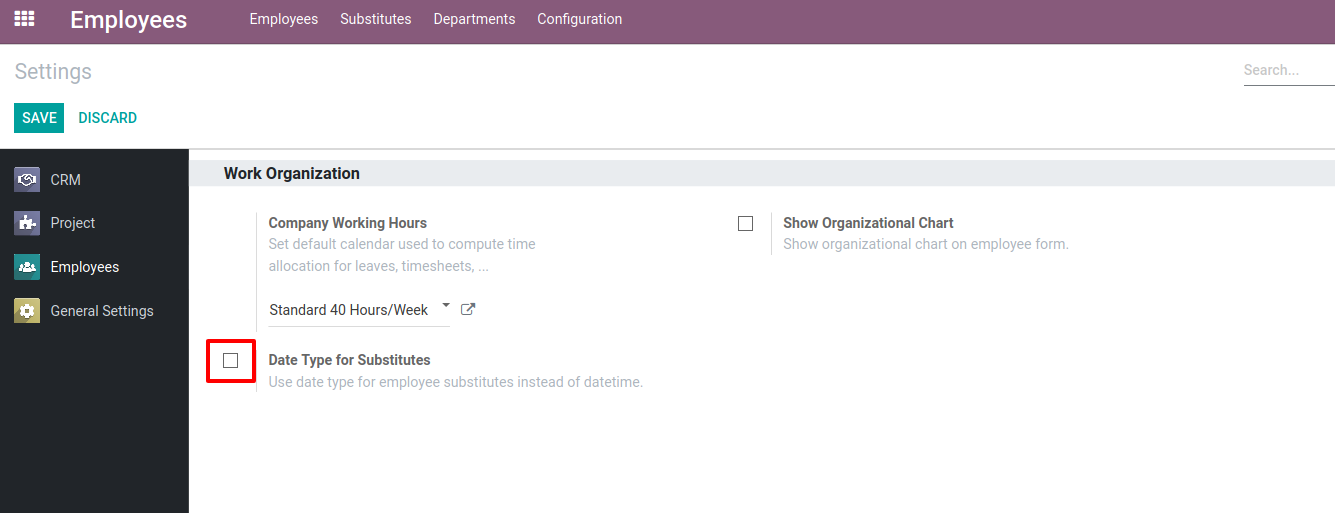 Employees
Employees Substitutes Departments Configuration
Settings
Search...
SAVE DISCARD
CRM
Project
Employees
General Settings
Work Organization
Company Working Hours
Set default calendar used to compute time
allocation for leaves, timesheets, ...
Standard 40 Hours/Week
Show Organizational Chart
Show organizational chart on employee form.
Date Type for Substitutes
Use date type for employee substitutes instead of datetime.